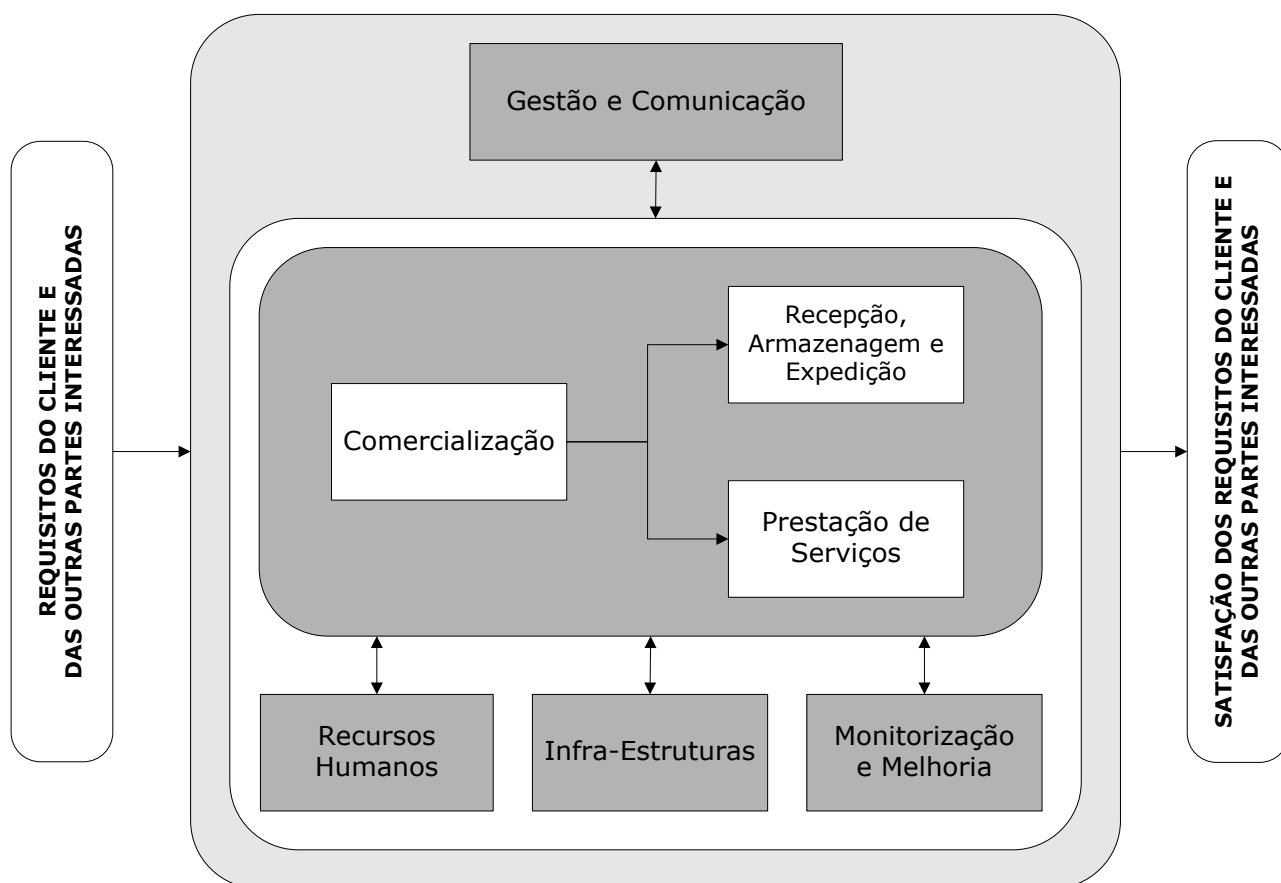 Gestão e Comunicação
REQUISITOS DO CLIENTE E
DAS OUTRAS PARTES INTERESSADAS
Recepção,
Armazenagem e
Expedição
Comercialização
Prestação de
Serviços
Recursos
Humanos
Infra-Estruturas
Monitorização
e Melhoria
SATISFAÇÃO DOS REQUISITOS DO CLIENTE E
DAS OUTRAS PARTES INTERESSADAS